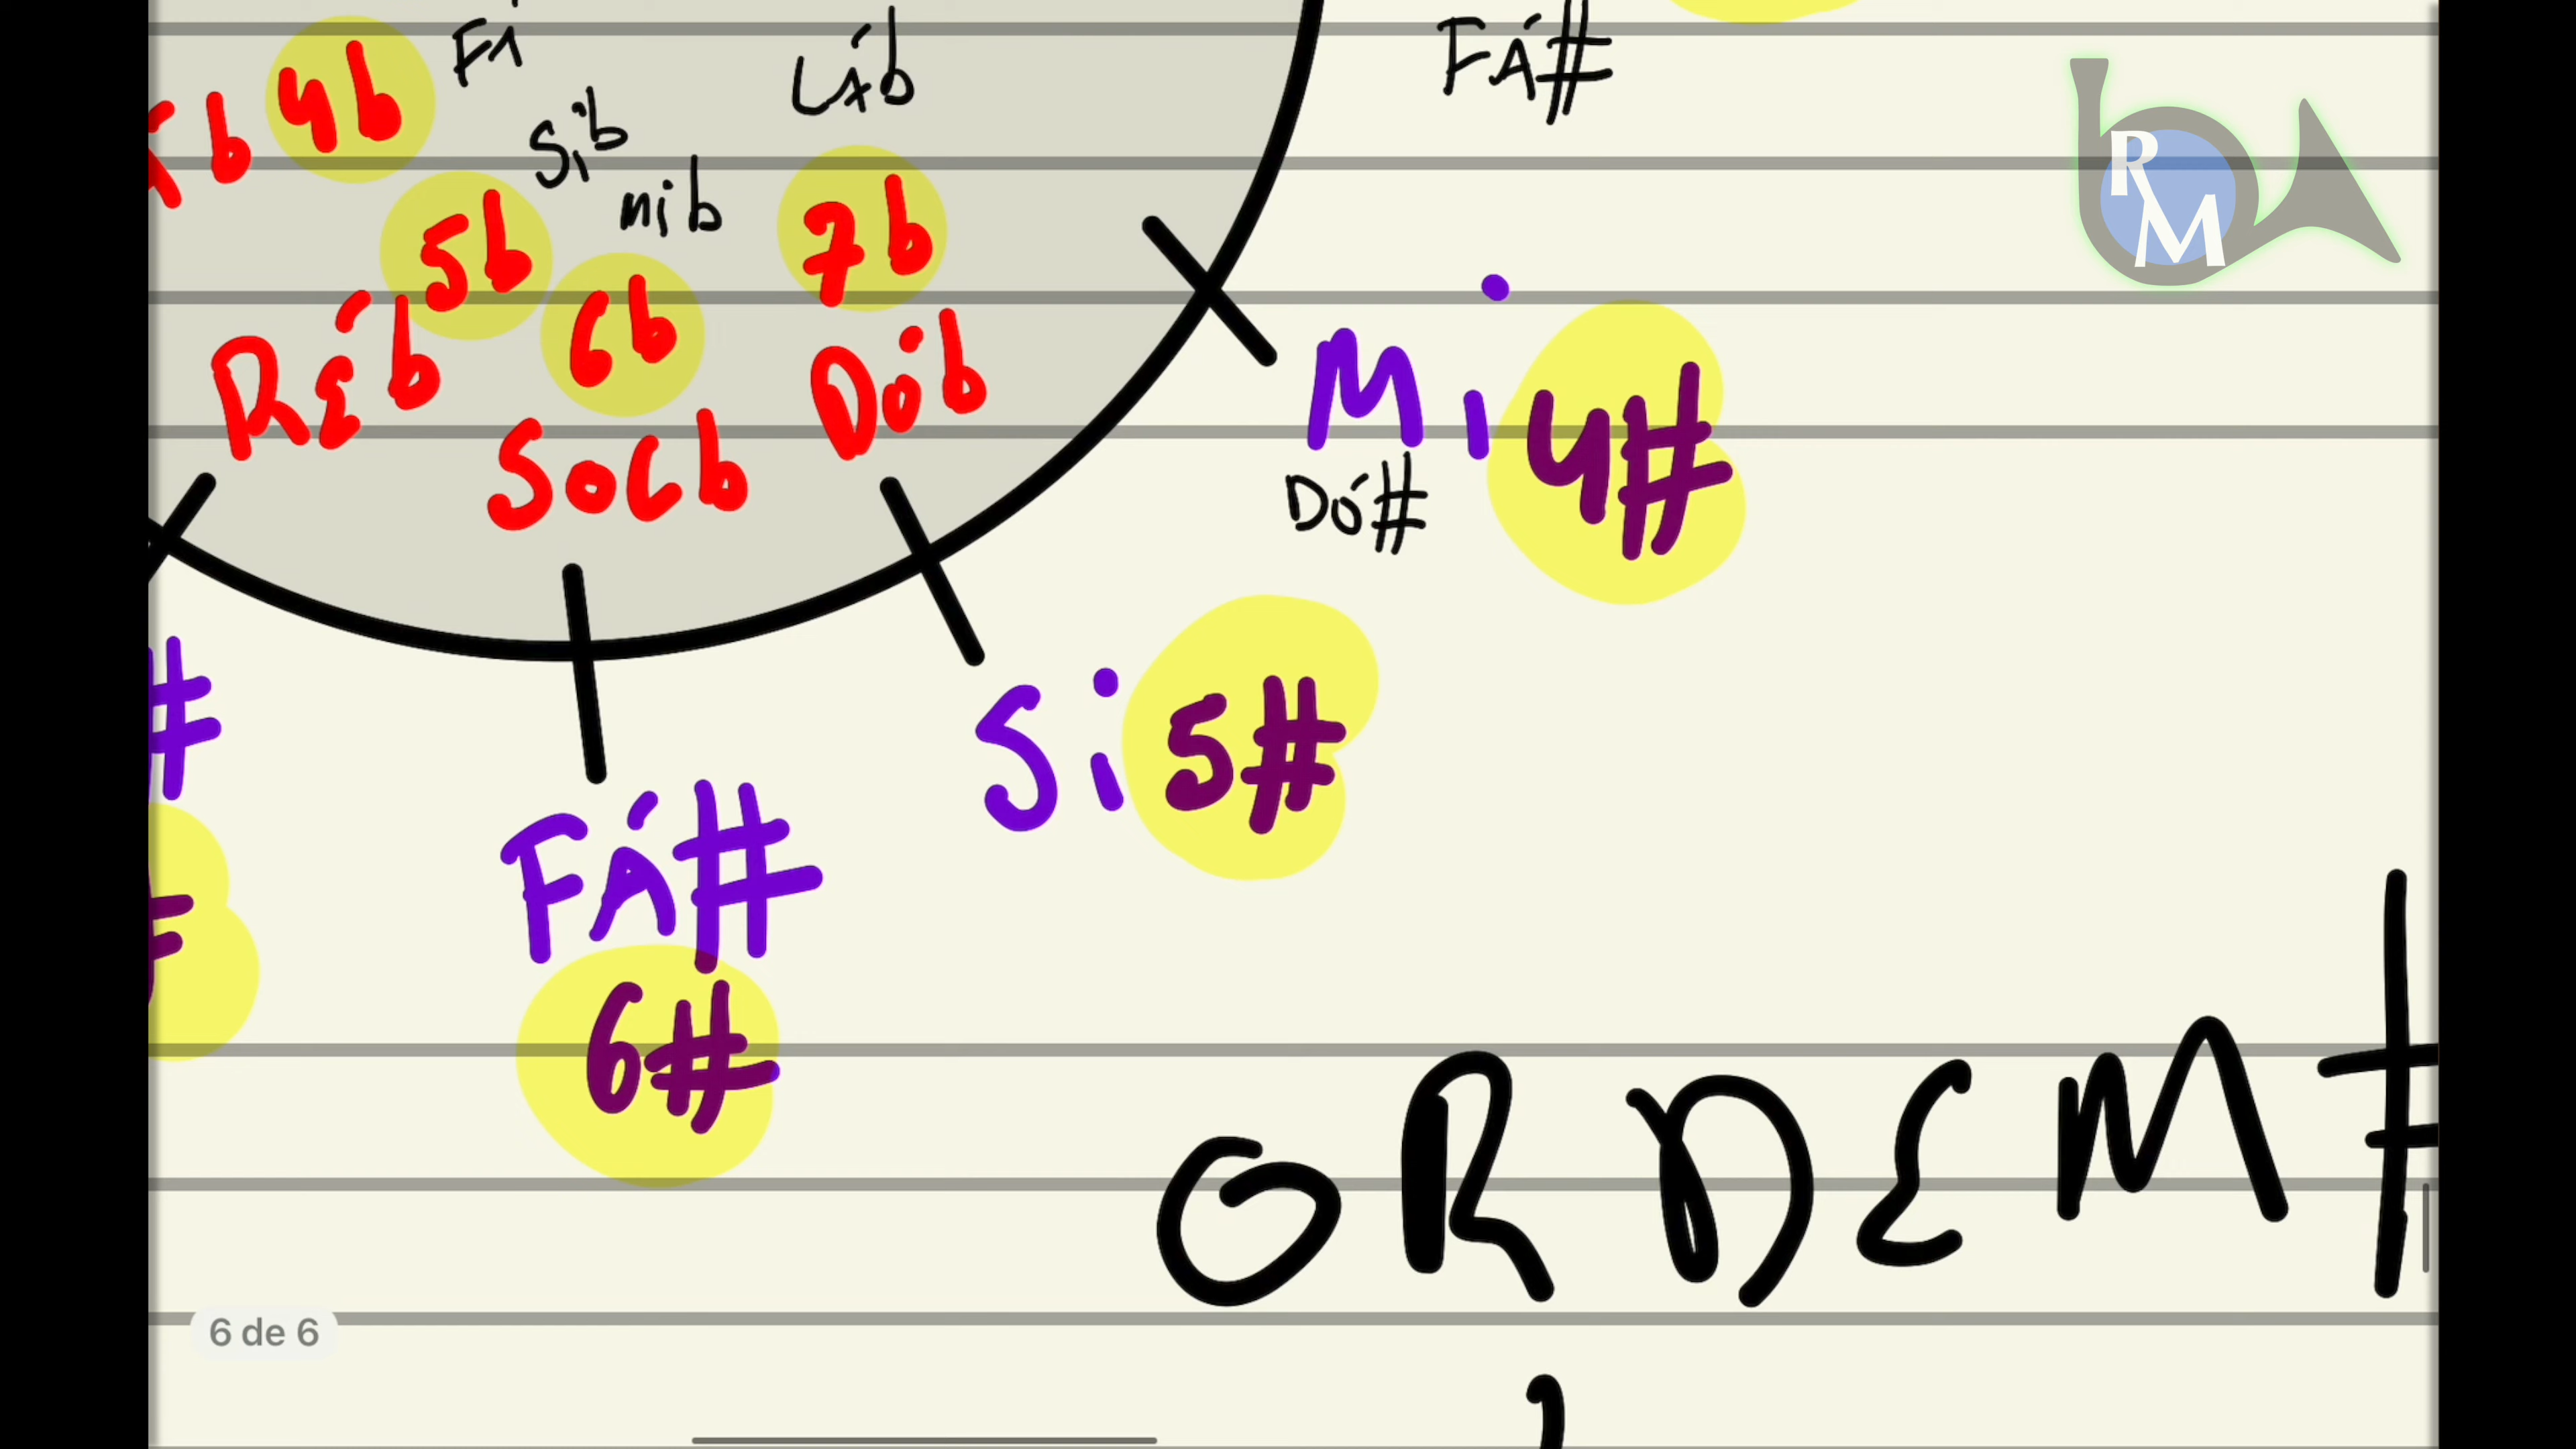 FÁ
LÁb
FÁ#
b 4b
Sib
mib
5b
7b
6b
RÉb
Dób
Solb
Mi 4#
Dó#
#
Si 5#
FÁ#
6#
ORDEM #
6 de 6
RM